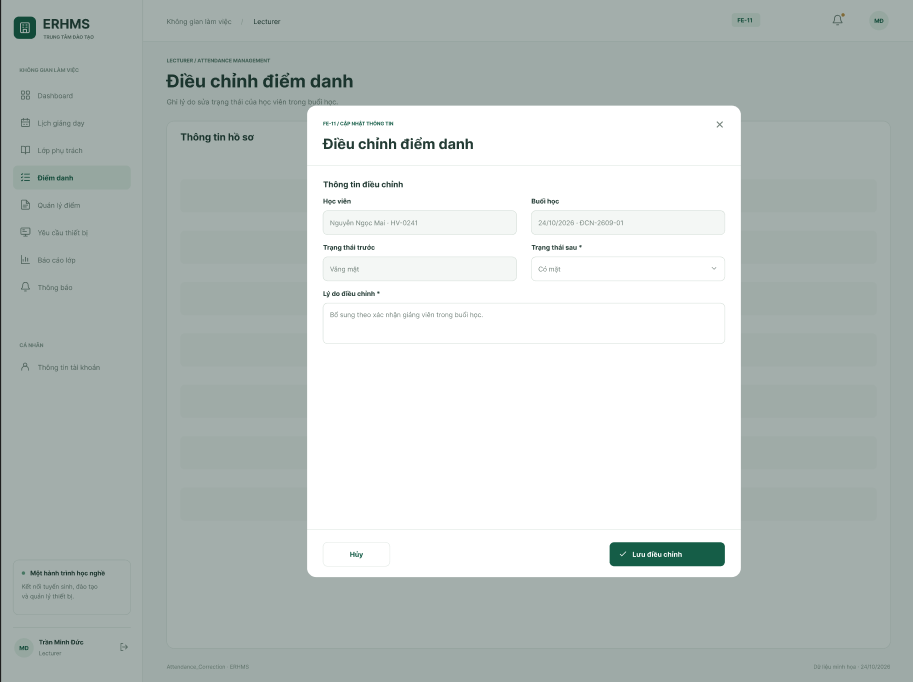 ERHMS
TRUNG TÂM ĐÀO TẠO
KHÔNG GIAN LÀM VIỆC
Dashboard
Lịch giảng dạy
Lớp phụ trách
Điểm danh
Quản lý điểm
Yêu cầu thiết bị
Báo cáo lớp
Thông báo
CÁ NHÂN
Thông tin tài khoản
Một hành trình học nghề
Kết nối tuyển sinh, đào tạo
và quản lý thiết bị.
MĐ
Trần Minh Đức
Lecturer
Không gian làm việc / Lecturer
FE-11
MĐ
LECTURER / ATTENDANCE MANAGEMENT
Điều chỉnh điểm danh
Ghi lý do sửa trạng thái của học viên trong buổi học.
Thông tin hồ sơ
FE-11 / CẬP NHẬT THÔNG TIN
Điều chỉnh điểm danh
Thông tin điều chỉnh
Học viên
Buổi học
Nguyễn Ngọc Mai · HV-0241
24/10/2026 · ĐCN-2609-01
Trạng thái trước
Trạng thái sau *
Vắng mặt
Có mặt
Lý do điều chỉnh *
Bổ sung theo xác nhận giảng viên trong buổi học.
Hủy
Lưu điều chỉnh
Attendance_Correction · ERHMS
Dữ liệu minh họa · 24/10/2026